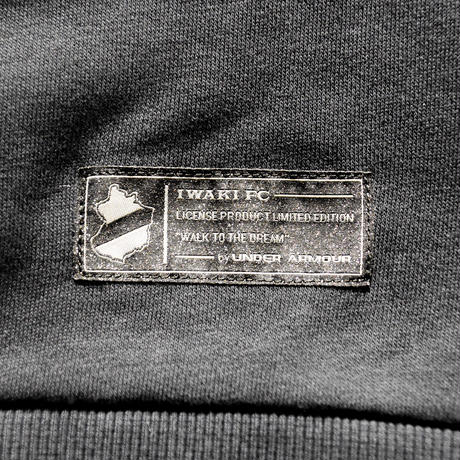 IWAKI FC
LICENSE PRODUCT LIMITED EDITION
"WALK TO THE DREAM"
by UNDER ARMOUR